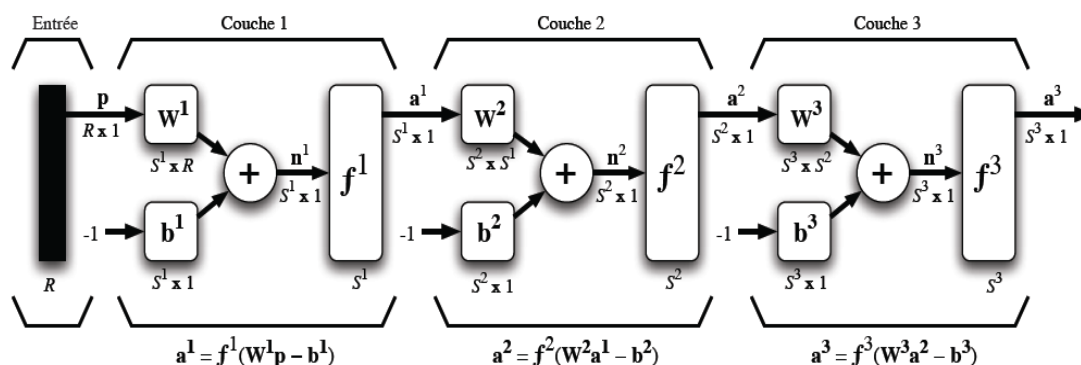 Entrée Couche 1 Couche 2 Couche 3
p a¹ a² a³
R x 1 W¹ S¹ x 1 W² S² x 1 W³ S³ x 1
S¹ x R n¹ S² x S¹ n² S³ x S² n³
+ f¹ + f² + f³
S¹ x 1 S² x 1 S³ x 1
-1 b¹ -1 b² -1 b³
R S¹ x 1 S¹ S² x 1 S² S³ x 1 S³
a¹ = f¹(W¹p – b¹) a² = f²(W²a¹ – b²) a³ = f³(W³a² – b³)